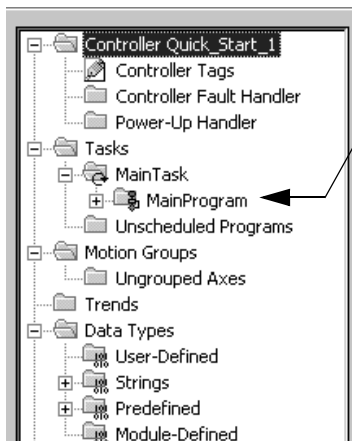 Controller Quick_Start_1
Controller Tags
Controller Fault Handler
Power-Up Handler
Tasks
MainTask
MainProgram
Unscheduled Programs
Motion Groups
Ungrouped Axes
Trends
Data Types
User-Defined
Strings
Predefined
Module-Defined